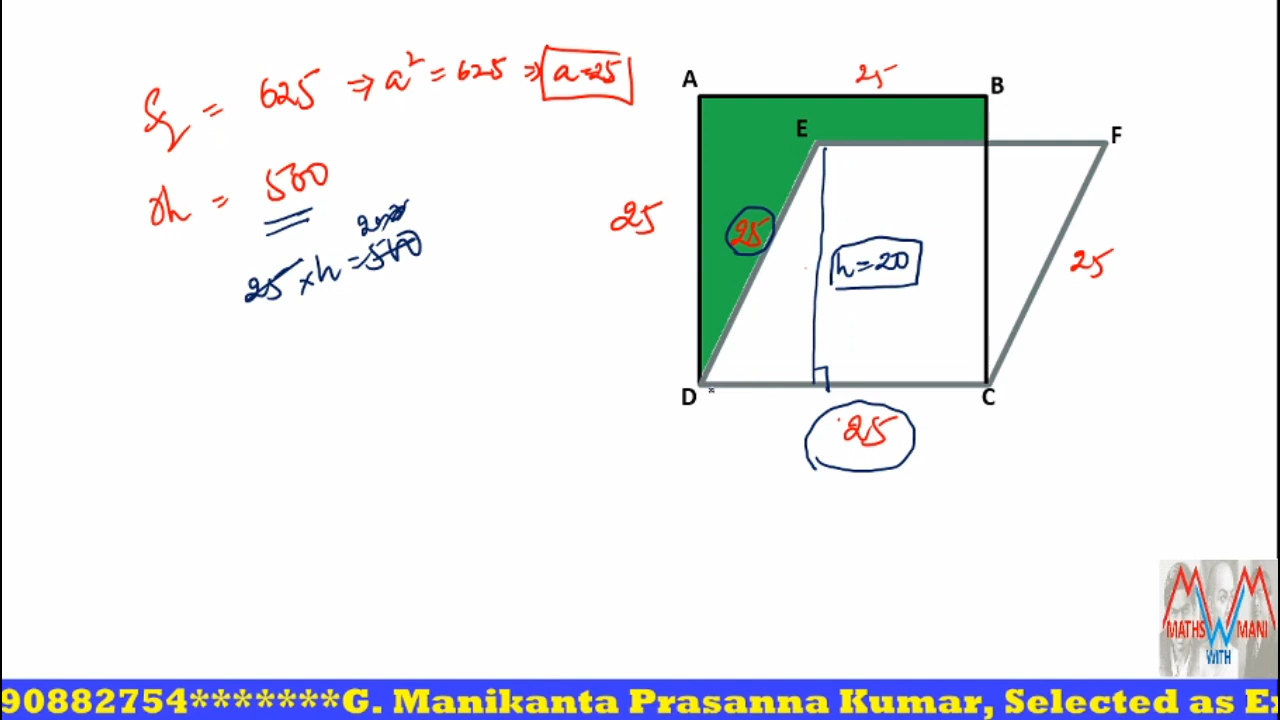 Sq = 625 ⇒ a² = 625 ⇒ a=25
Rh = 500
20
25 × h = 500
A
25
B
E
F
25
25
h = 20
25
D
C
25
MATHS WITH MANI
90882754*******G. Manikanta Prasanna Kumar, Selected as E